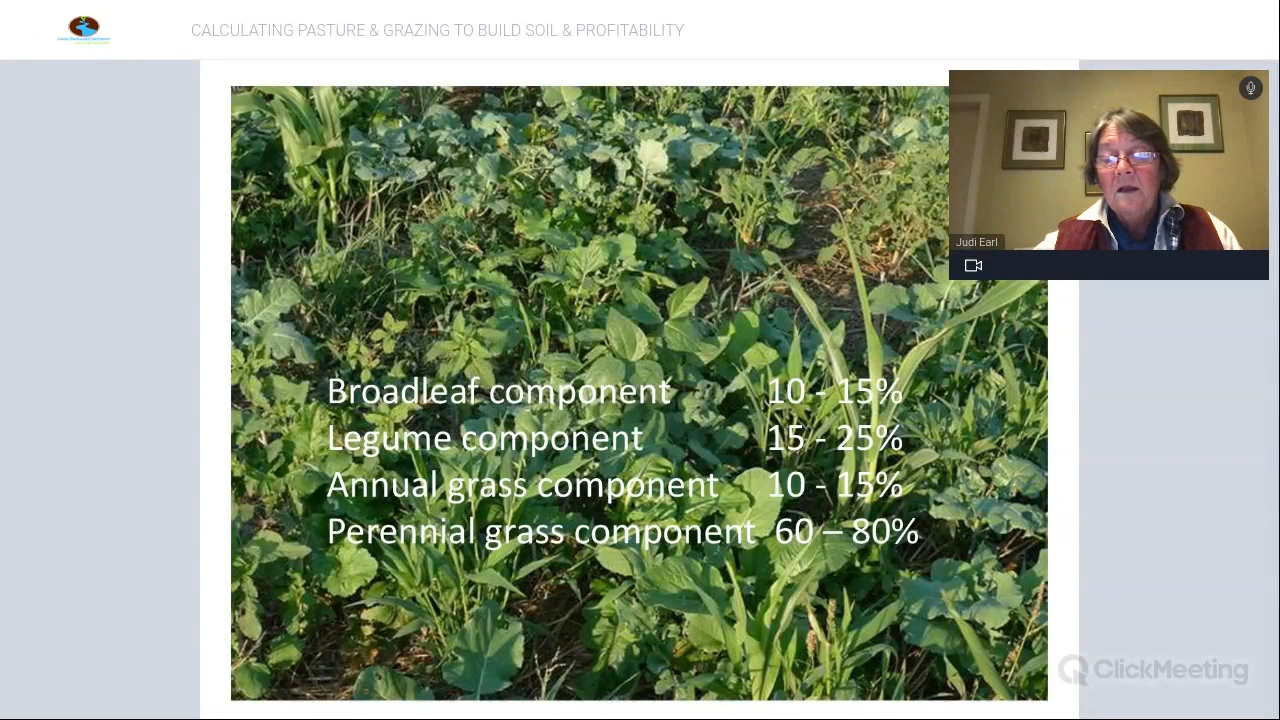 CALCULATING PASTURE & GRAZING TO BUILD SOIL & PROFITABILITY
Judi Earl
Broadleaf component 10 - 15%
Legume component 15 - 25%
Annual grass component 10 - 15%
Perennial grass component 60 – 80%
ClickMeeting